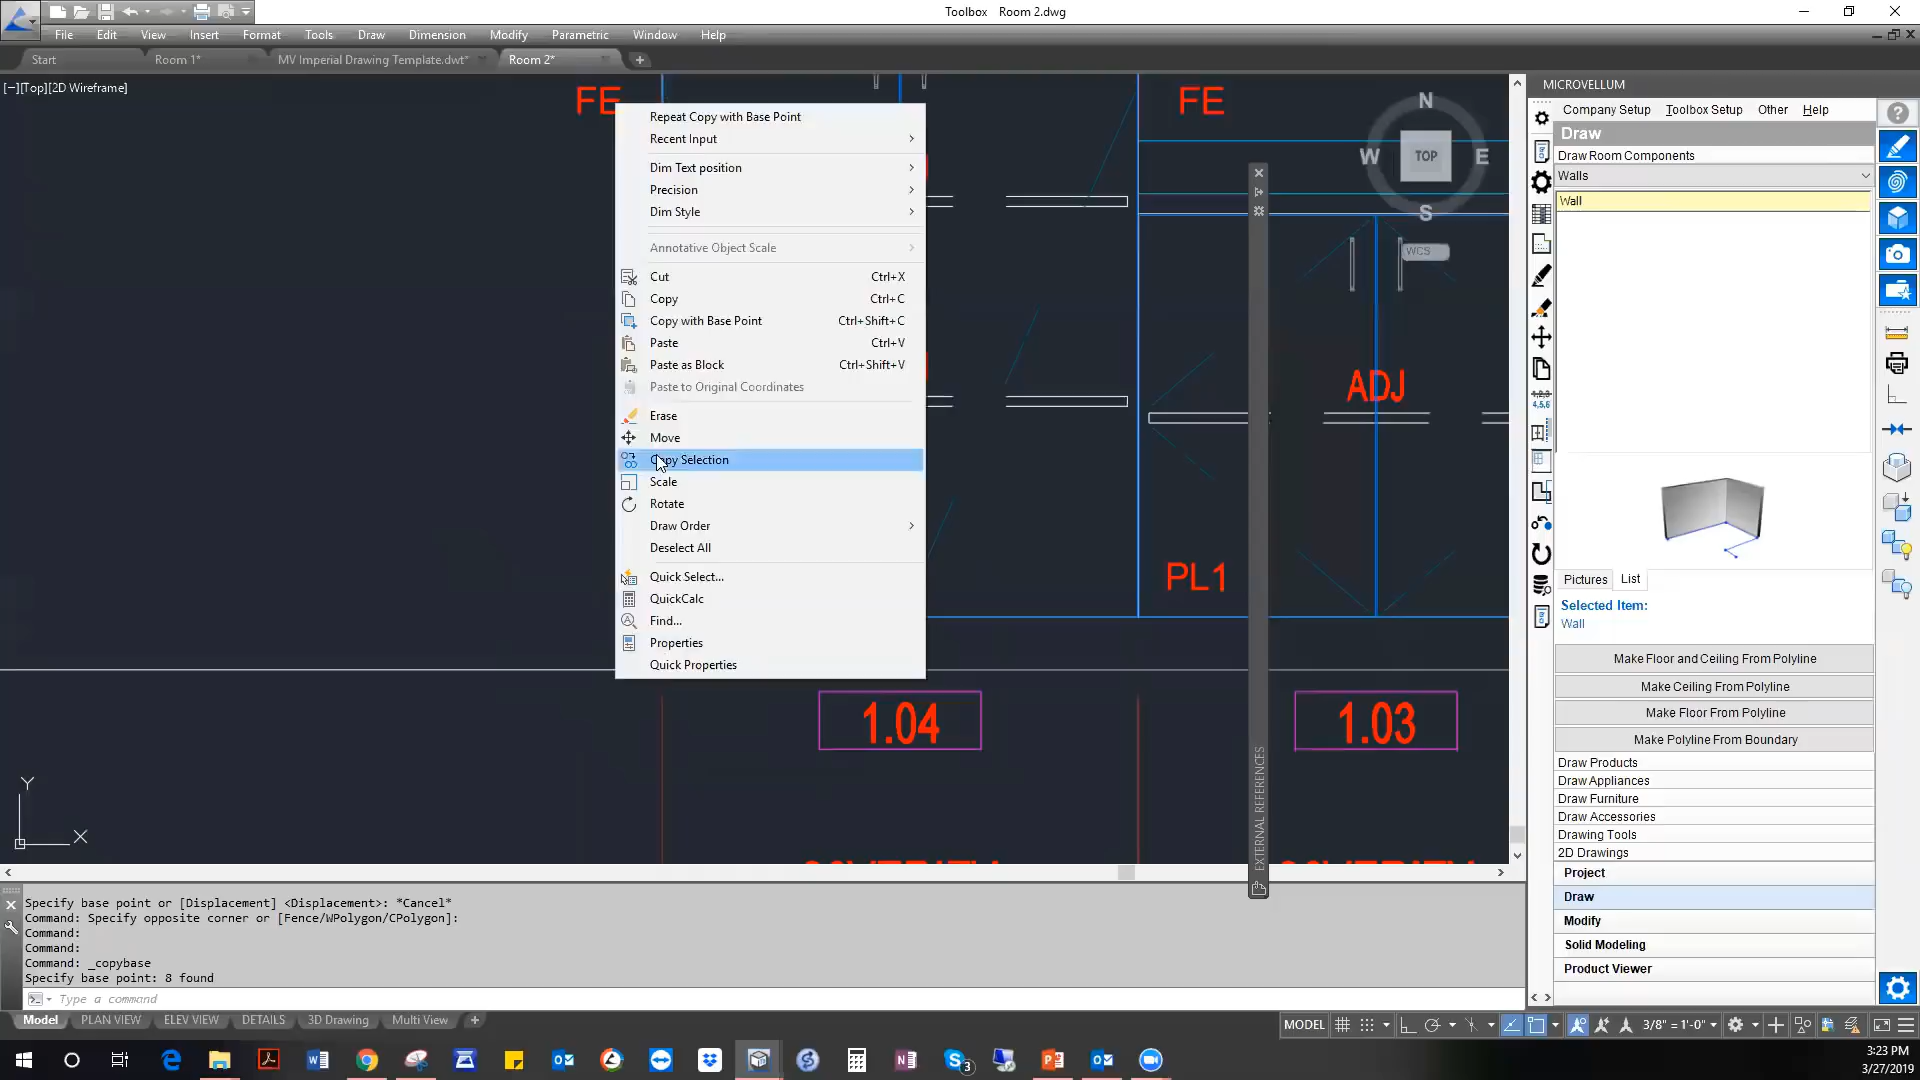 Toolbox   Room 2.dwg
File Edit View Insert Format Tools Draw Dimension Modify Parametric Window Help
Start Room 1* MV Imperial Drawing Template.dwt* Room 2* +
[−][Top][2D Wireframe]
FE
FE
N
W TOP E
S
WCS
ADJ
PL1
1.04
1.03
Repeat Copy with Base Point
Recent Input
Dim Text position
Precision
Dim Style
Annotative Object Scale
Cut Ctrl+X
Copy Ctrl+C
Copy with Base Point Ctrl+Shift+C
Paste Ctrl+V
Paste as Block Ctrl+Shift+V
Paste to Original Coordinates
Erase
Move
Copy Selection
Scale
Rotate
Draw Order
Deselect All
Quick Select...
QuickCalc
Find...
Properties
Quick Properties
EXTERNAL REFERENCES
Y
X
MICROVELLUM
Company Setup Toolbox Setup Other Help
Draw
Draw Room Components
Walls
Wall
Pictures List
Selected Item:
Wall
Make Floor and Ceiling From Polyline
Make Ceiling From Polyline
Make Floor From Polyline
Make Polyline From Boundary
Draw Products
Draw Appliances
Draw Furniture
Draw Accessories
Drawing Tools
2D Drawings
Project
Draw
Modify
Solid Modeling
Product Viewer
Specify base point or [Displacement] <Displacement>: *Cancel*
Command: Specify opposite corner or [Fence/WPolygon/CPolygon]:
Command:
Command:
Command: _copybase
Specify base point: 8 found
Type a command
Model PLAN VIEW ELEV VIEW DETAILS 3D Drawing Multi View +
MODEL 3/8" = 1'-0"
3:23 PM
3/27/2019